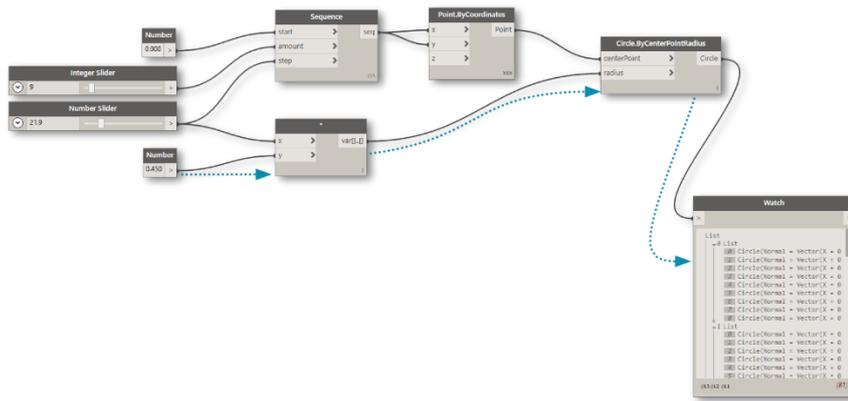 Number
0.000 >
Integer Slider
9 >
Number Slider
21.9 >
Number
0.450 >
Sequence
start > seq
amount >
step >
Point.ByCoordinates
x > Point
y >
z >
x > var[]..[]
y >
Circle.ByCenterPointRadius
centerPoint > Circle
radius >
Watch
>
List
0 List
0 Circle(Normal = Vector(X = 0
1 Circle(Normal = Vector(X = 0
2 Circle(Normal = Vector(X = 0
3 Circle(Normal = Vector(X = 0
4 Circle(Normal = Vector(X = 0
5 Circle(Normal = Vector(X = 0
6 Circle(Normal = Vector(X = 0
7 Circle(Normal = Vector(X = 0
8 Circle(Normal = Vector(X = 0
1 List
0 Circle(Normal = Vector(X = 0
1 Circle(Normal = Vector(X = 0
2 Circle(Normal = Vector(X = 0
3 Circle(Normal = Vector(X = 0
4 Circle(Normal = Vector(X = 0
5 Circle(Normal = Vector(X = 0
@L3 @L2 @L1 {81}